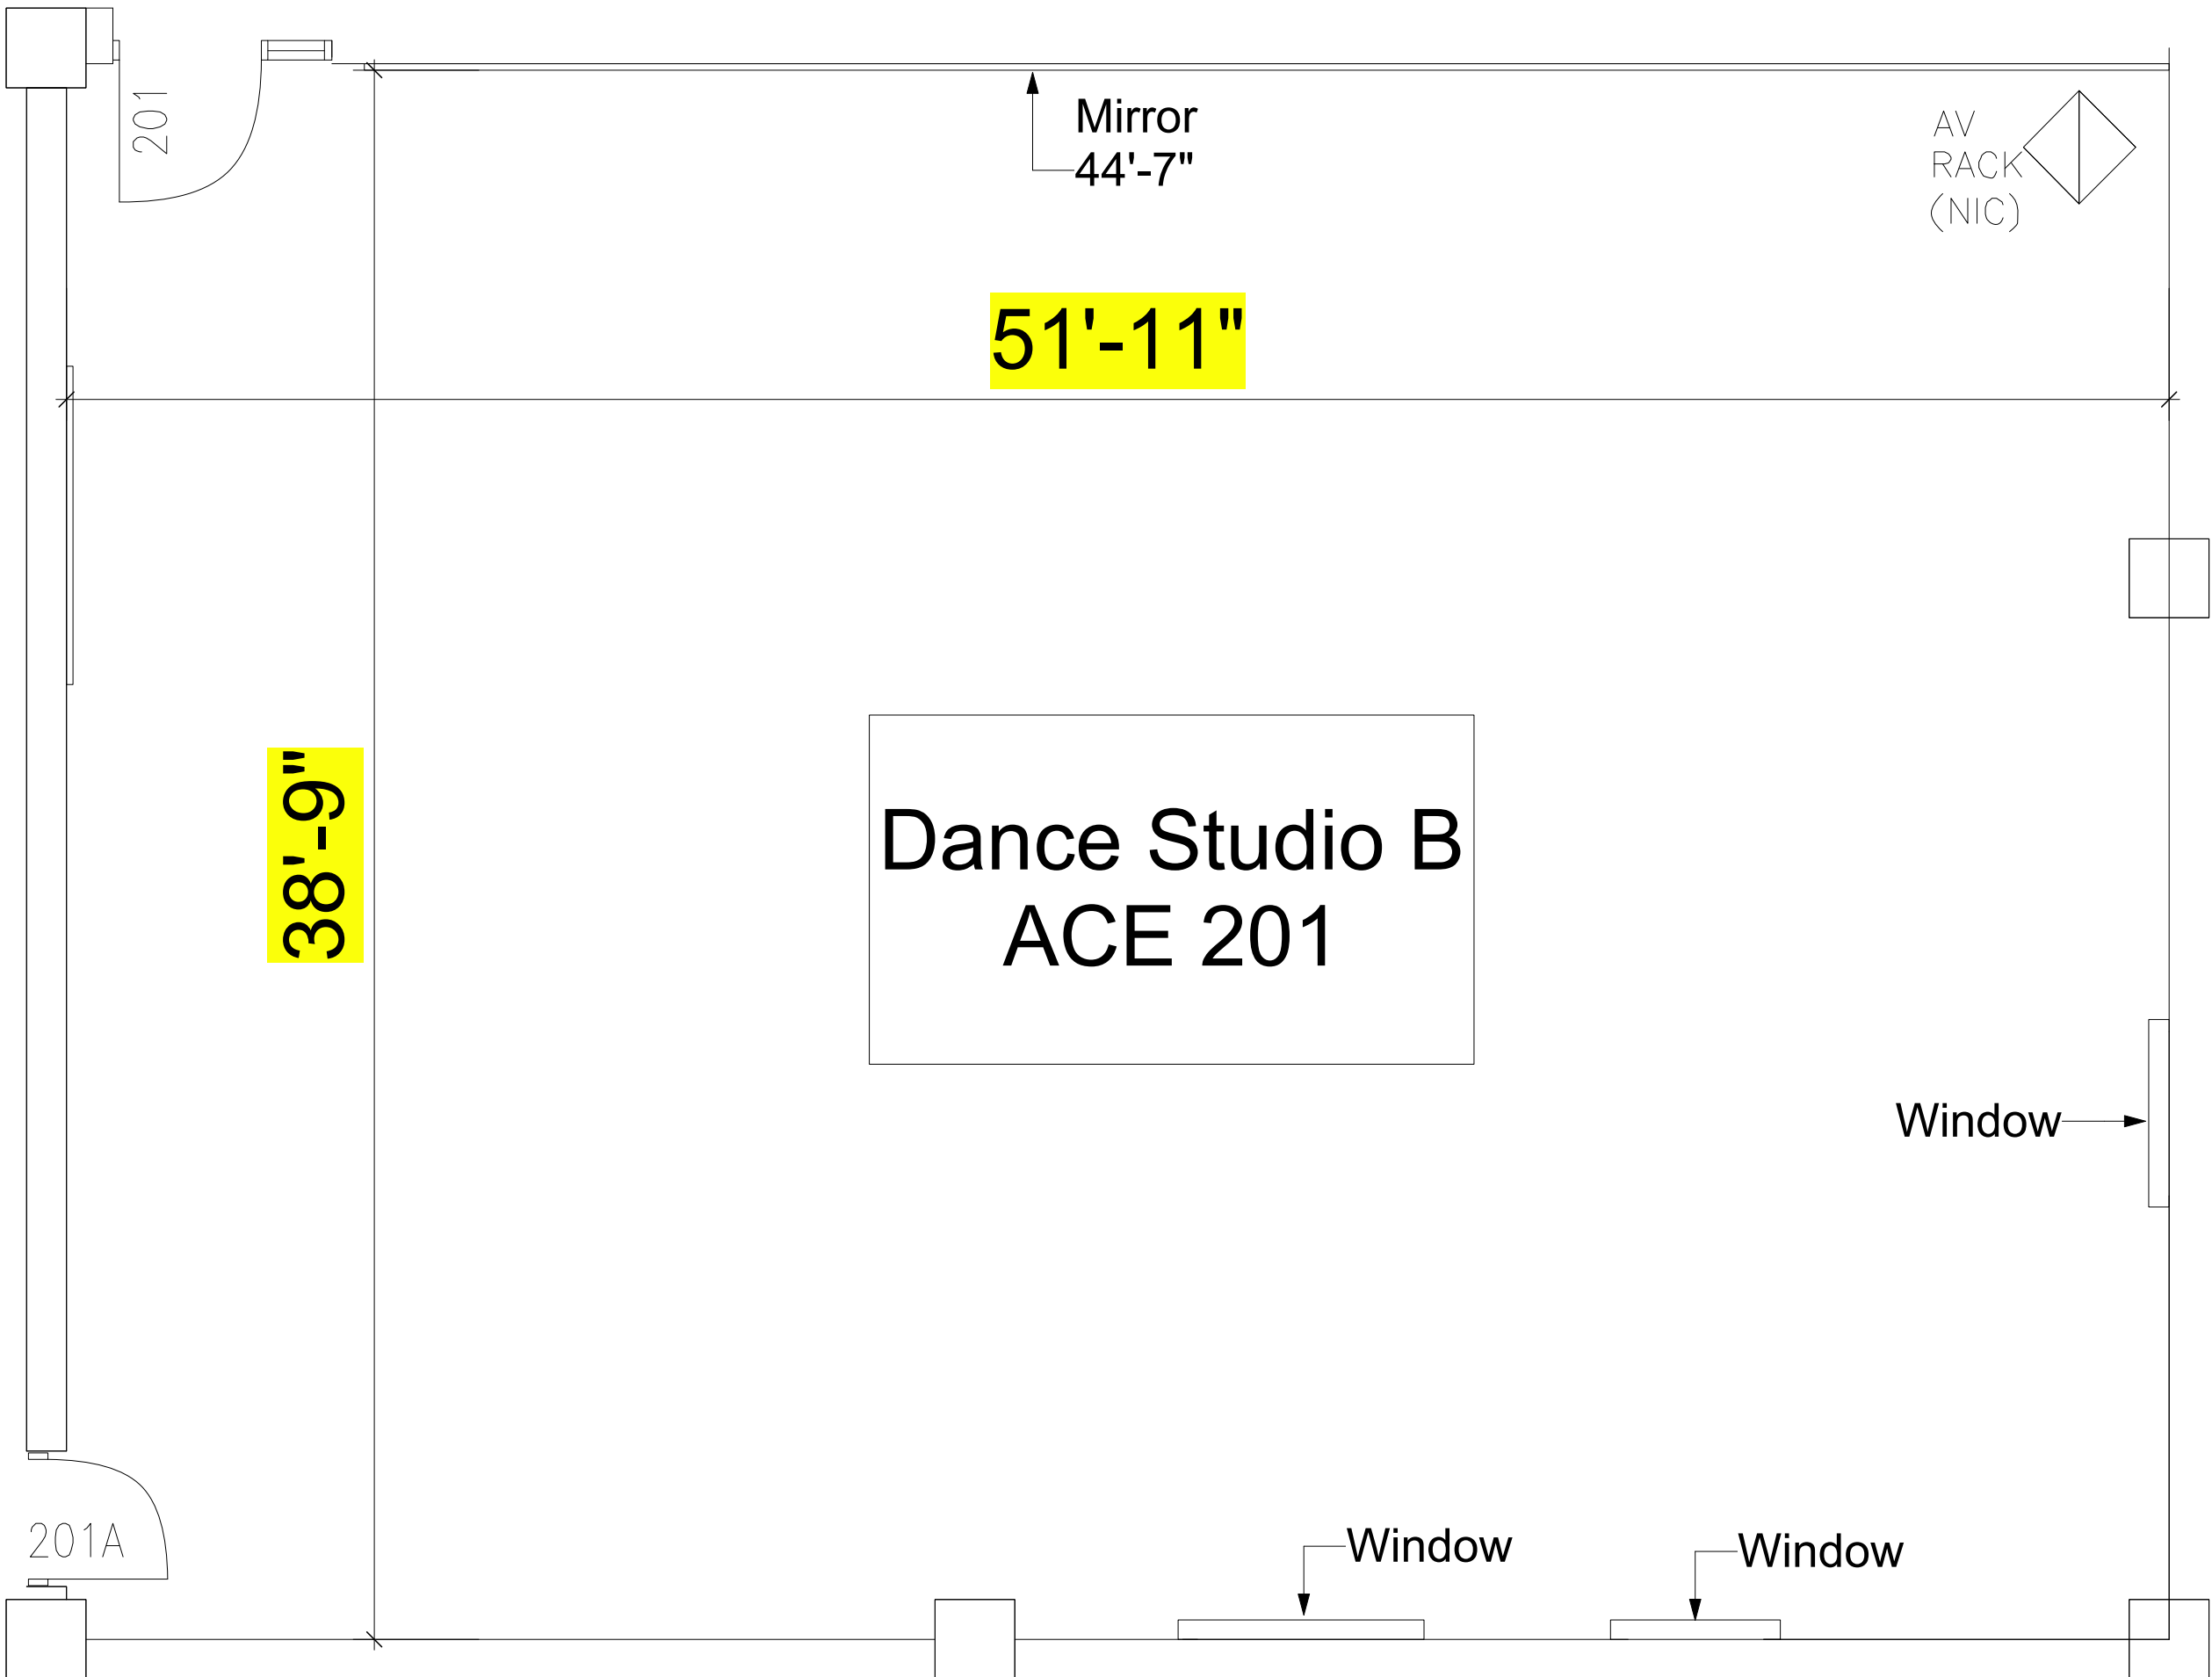 201
Mirror
44'-7"
AV
RACK
(NIC)
51'-11"
38'-9"
Dance Studio B
ACE 201
Window
201A
Window
Window